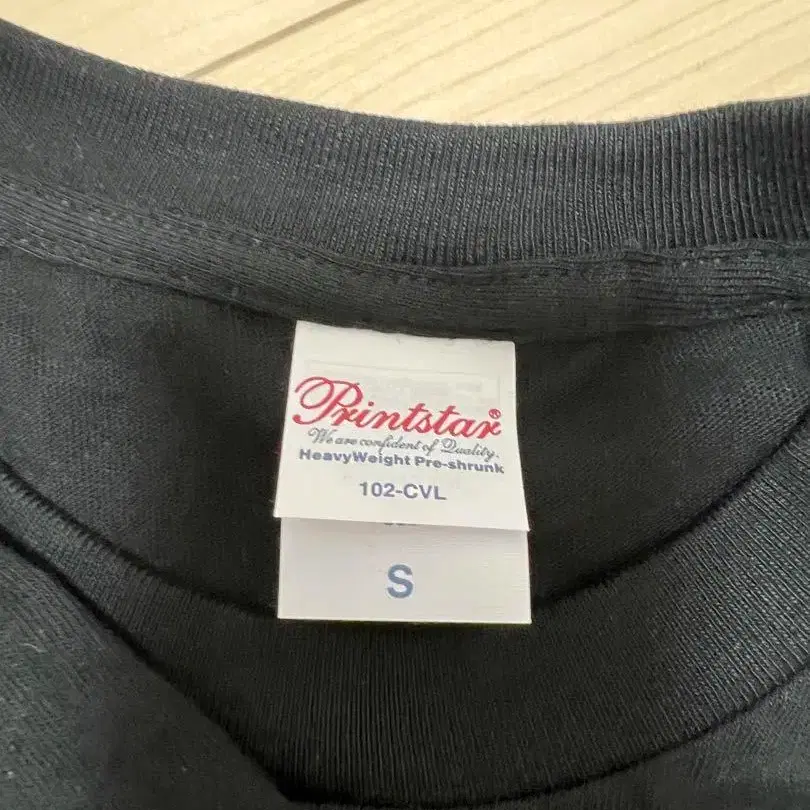 Printstar®
We are confident of Quality.
HeavyWeight Pre-shrunk
102-CVL
S